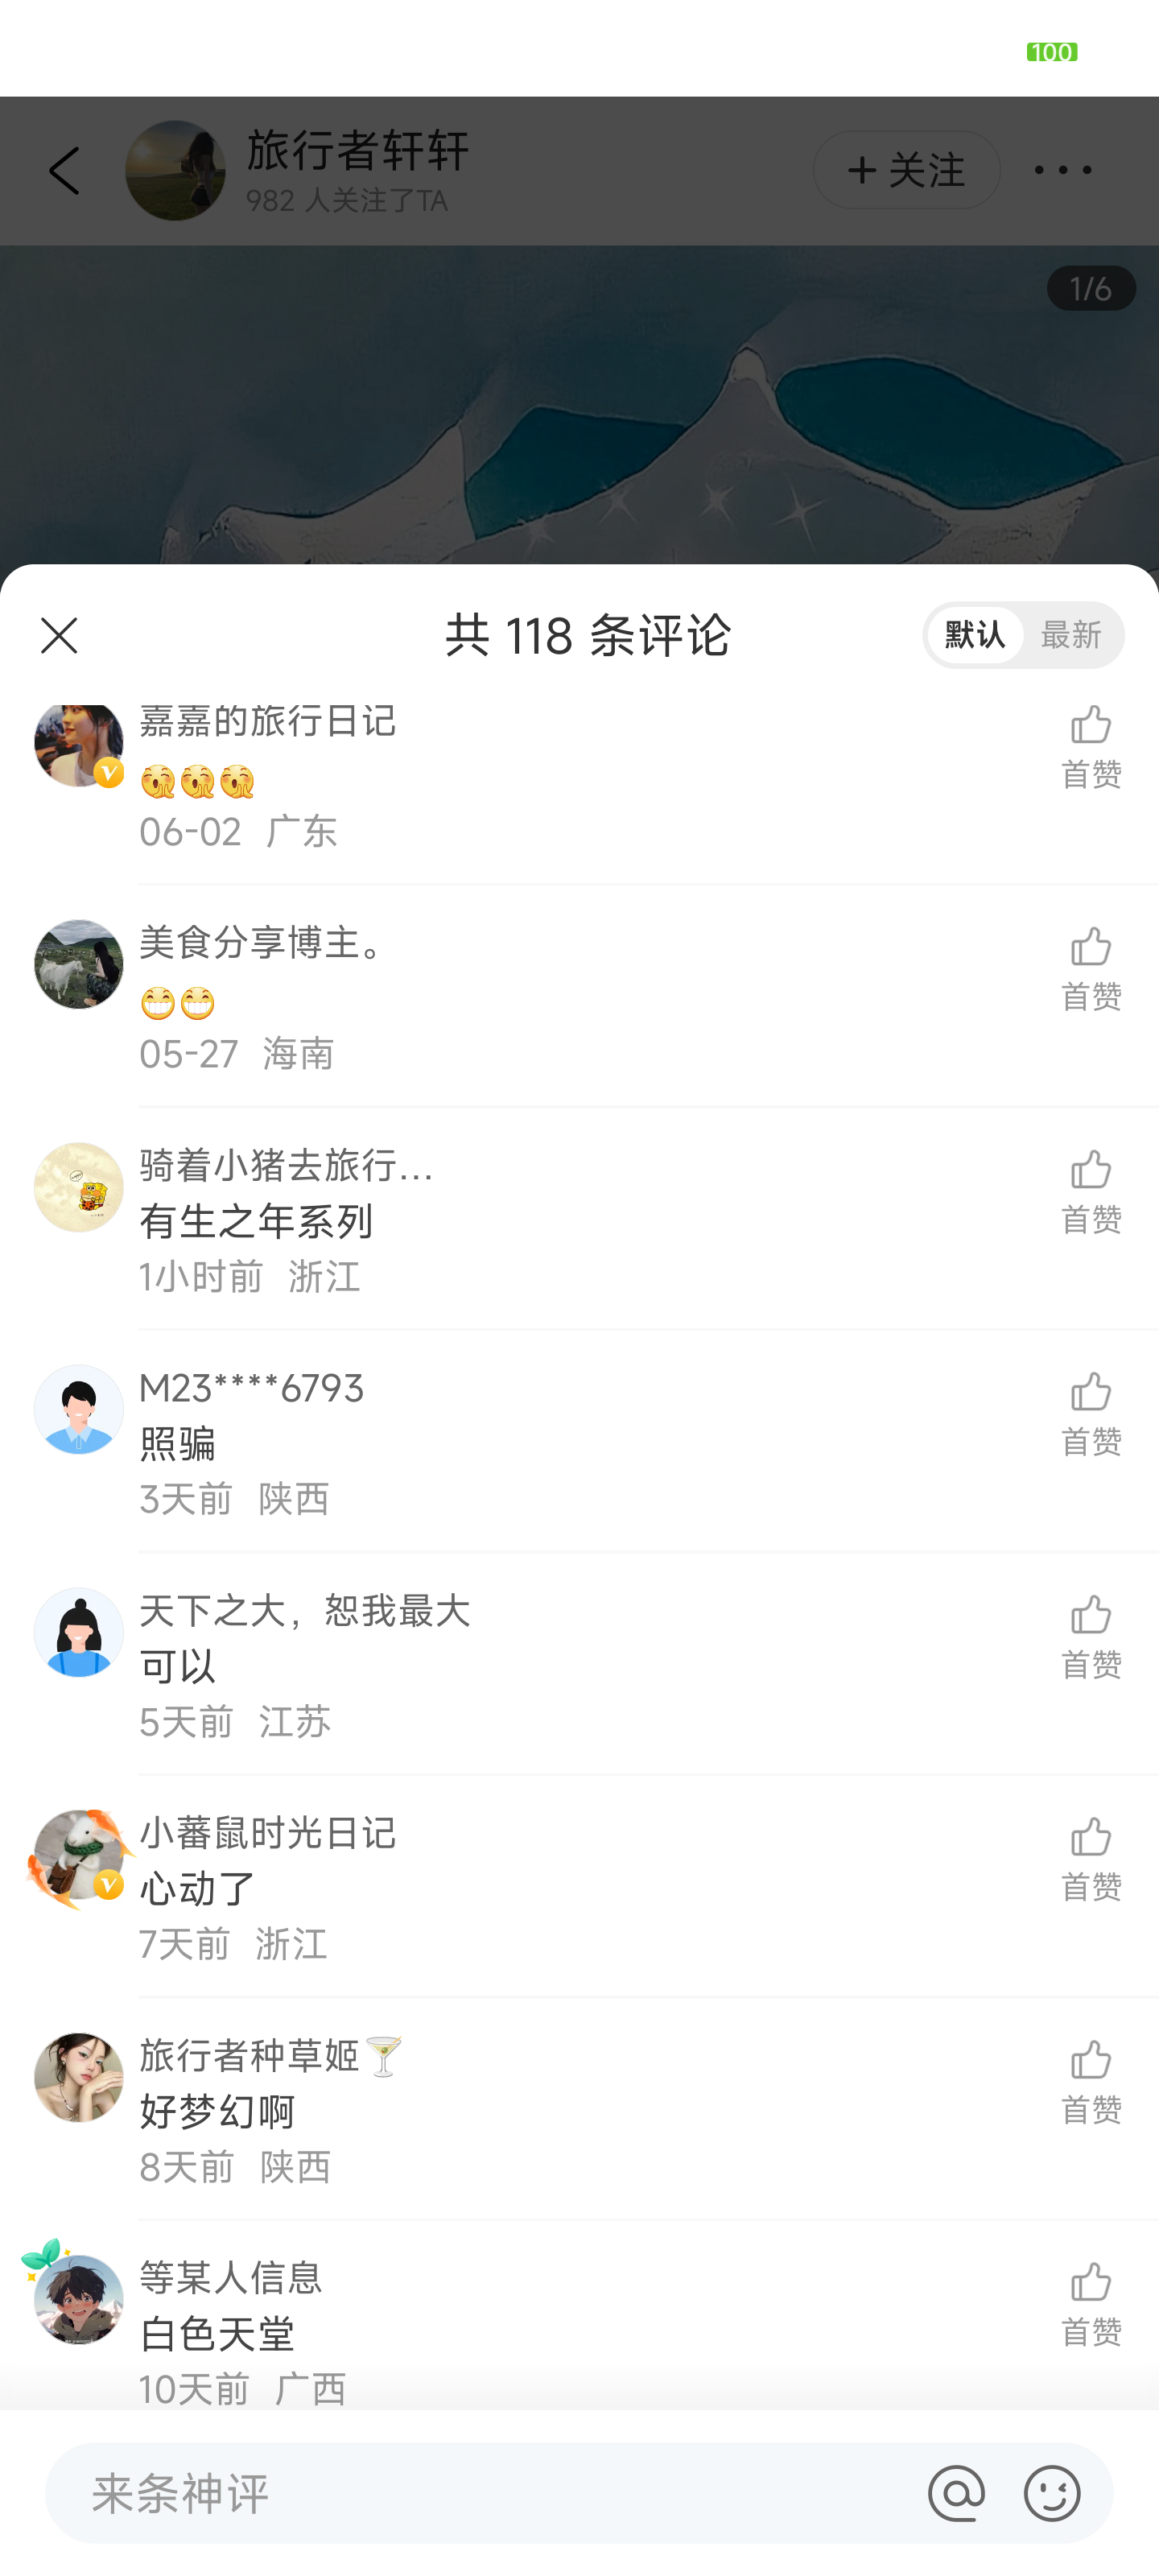 100
旅行者轩轩
982 人关注了TA
+ 关注
1/6
共 118 条评论
默认 最新
嘉嘉的旅行日记
首赞
06-02 广东
美食分享博主。
首赞
05-27 海南
骑着小猪去旅行...
有生之年系列
首赞
1小时前 浙江
M23****6793
照骗
首赞
3天前 陕西
天下之大，恕我最大
可以
首赞
5天前 江苏
小蕃鼠时光日记
心动了
首赞
7天前 浙江
旅行者种草姬🍸
好梦幻啊
首赞
8天前 陕西
等某人信息
白色天堂
首赞
10天前 广西
来条神评